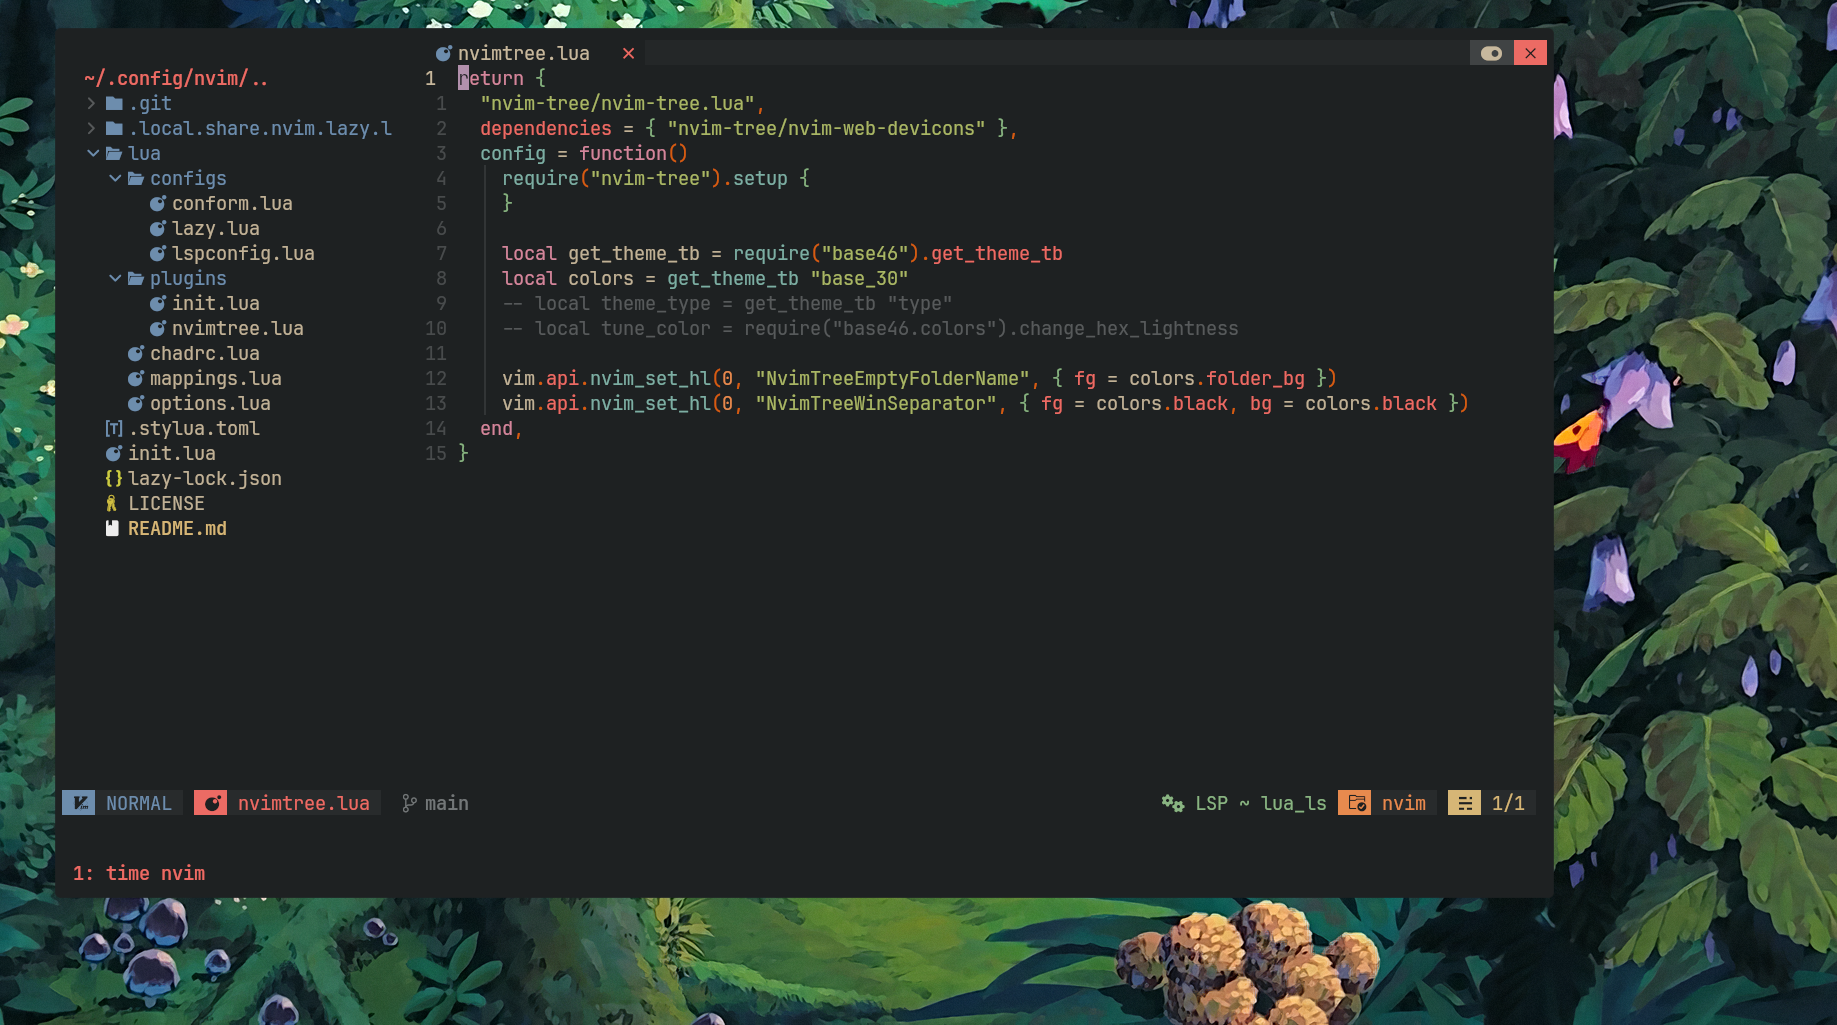 nvimtree.lua
~/.config/nvim/..
.git
.local.share.nvim.lazy.l
lua
configs
conform.lua
lazy.lua
lspconfig.lua
plugins
init.lua
nvimtree.lua
chadrc.lua
mappings.lua
options.lua
[T] .stylua.toml
init.lua
{} lazy-lock.json
LICENSE
README.md
1 return {
1 "nvim-tree/nvim-tree.lua",
2 dependencies = { "nvim-tree/nvim-web-devicons" },
3 config = function()
4 require("nvim-tree").setup {
5 }
6
7 local get_theme_tb = require("base46").get_theme_tb
8 local colors = get_theme_tb "base_30"
9 -- local theme_type = get_theme_tb "type"
10 -- local tune_color = require("base46.colors").change_hex_lightness
11
12 vim.api.nvim_set_hl(0, "NvimTreeEmptyFolderName", { fg = colors.folder_bg })
13 vim.api.nvim_set_hl(0, "NvimTreeWinSeparator", { fg = colors.black, bg = colors.black })
14 end,
15 }
NORMAL nvimtree.lua main LSP ~ lua_ls nvim 1/1
1: time nvim